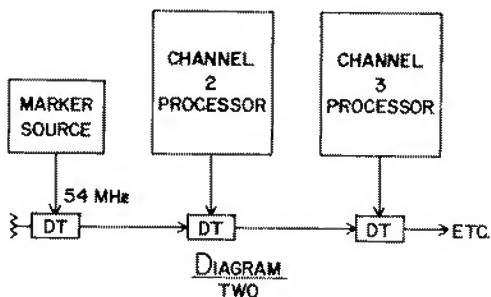 MARKER
SOURCE
CHANNEL
2
PROCESSOR
CHANNEL
3
PROCESSOR
54 MHz
DT
DT
DT
ETC.
DIAGRAM
TWO